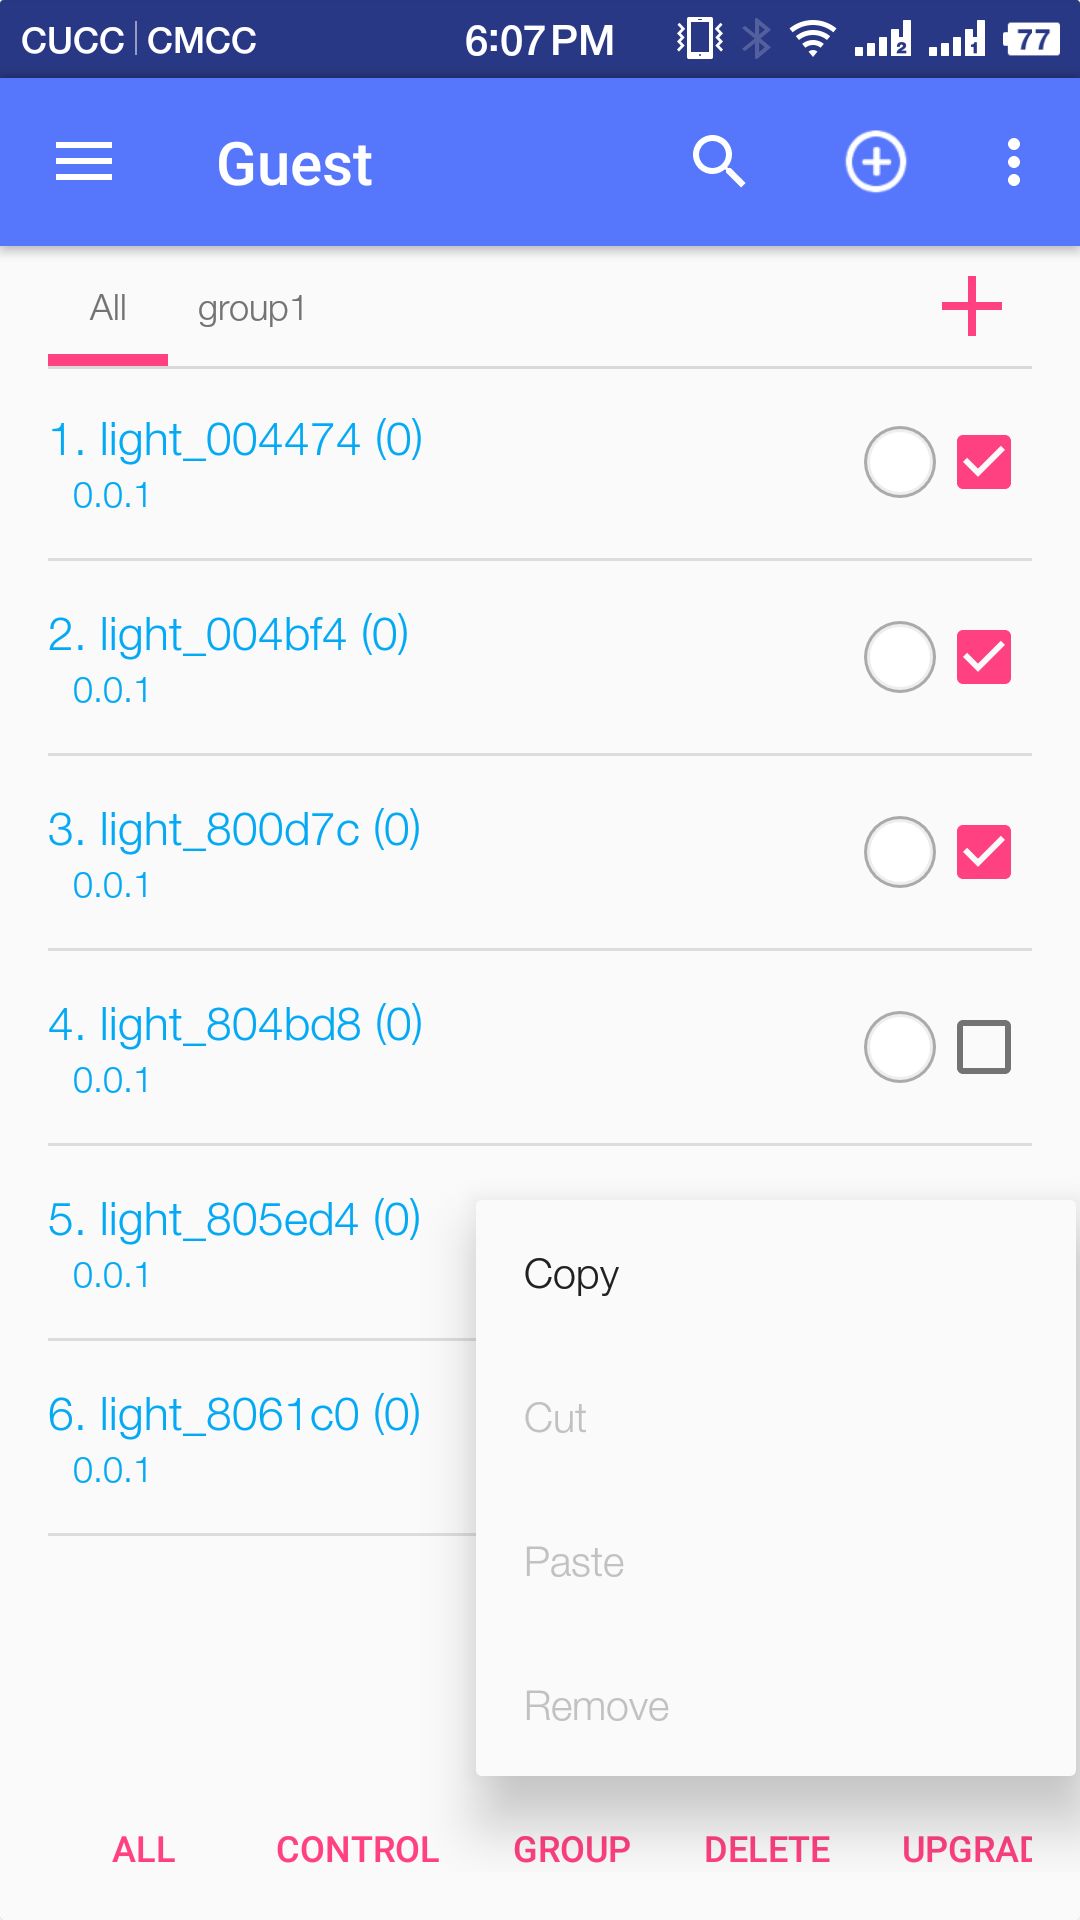 CUCC CMCC 6:07 PM 2 1 77
Guest
All group1
1. light_004474 (0)
0.0.1
2. light_004bf4 (0)
0.0.1
3. light_800d7c (0)
0.0.1
4. light_804bd8 (0)
0.0.1
5. light_805ed4 (0)
0.0.1
6. light_8061c0 (0)
0.0.1
Copy
Cut
Paste
Remove
ALL CONTROL GROUP DELETE UPGRAD